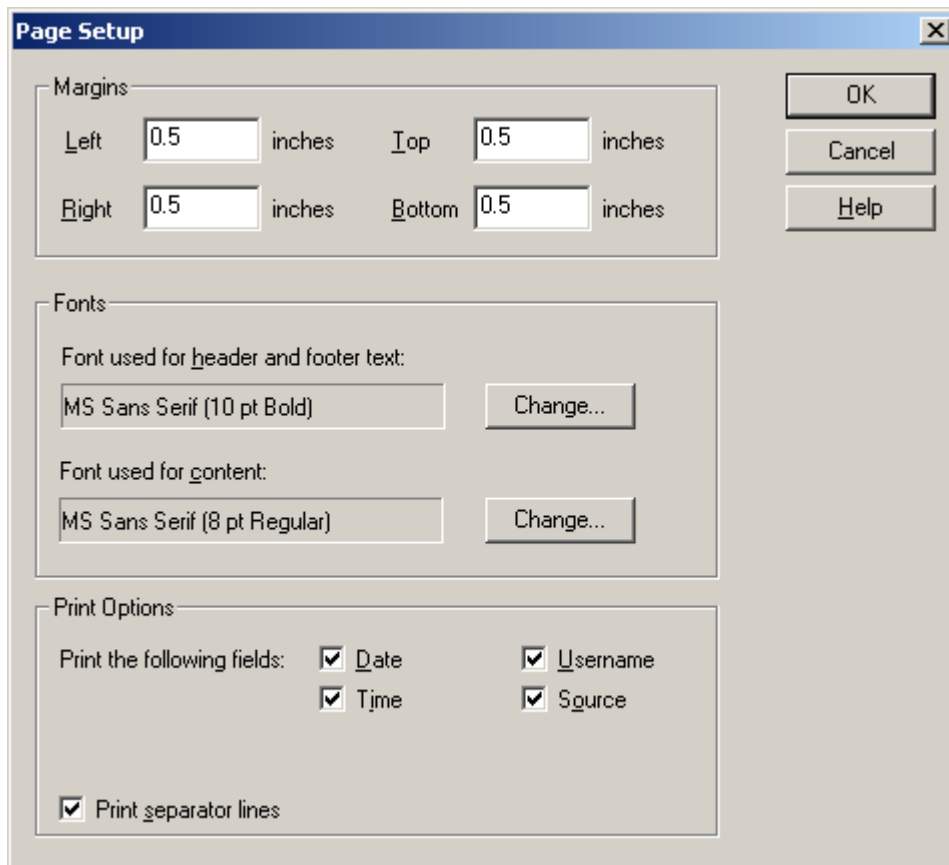 Page Setup
Margins
Left 0.5 inches Top 0.5 inches
Right 0.5 inches Bottom 0.5 inches
OK
Cancel
Help
Fonts
Font used for header and footer text:
MS Sans Serif (10 pt Bold) Change...
Font used for content:
MS Sans Serif (8 pt Regular) Change...
Print Options
Print the following fields: Date Username
Time Source
Print separator lines